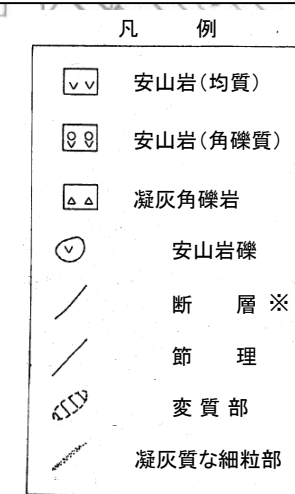 凡 例
安山岩(均質)
安山岩(角礫質)
凝灰角礫岩
安山岩礫
断 層 ※
節 理
変 質 部
凝灰質な細粒部